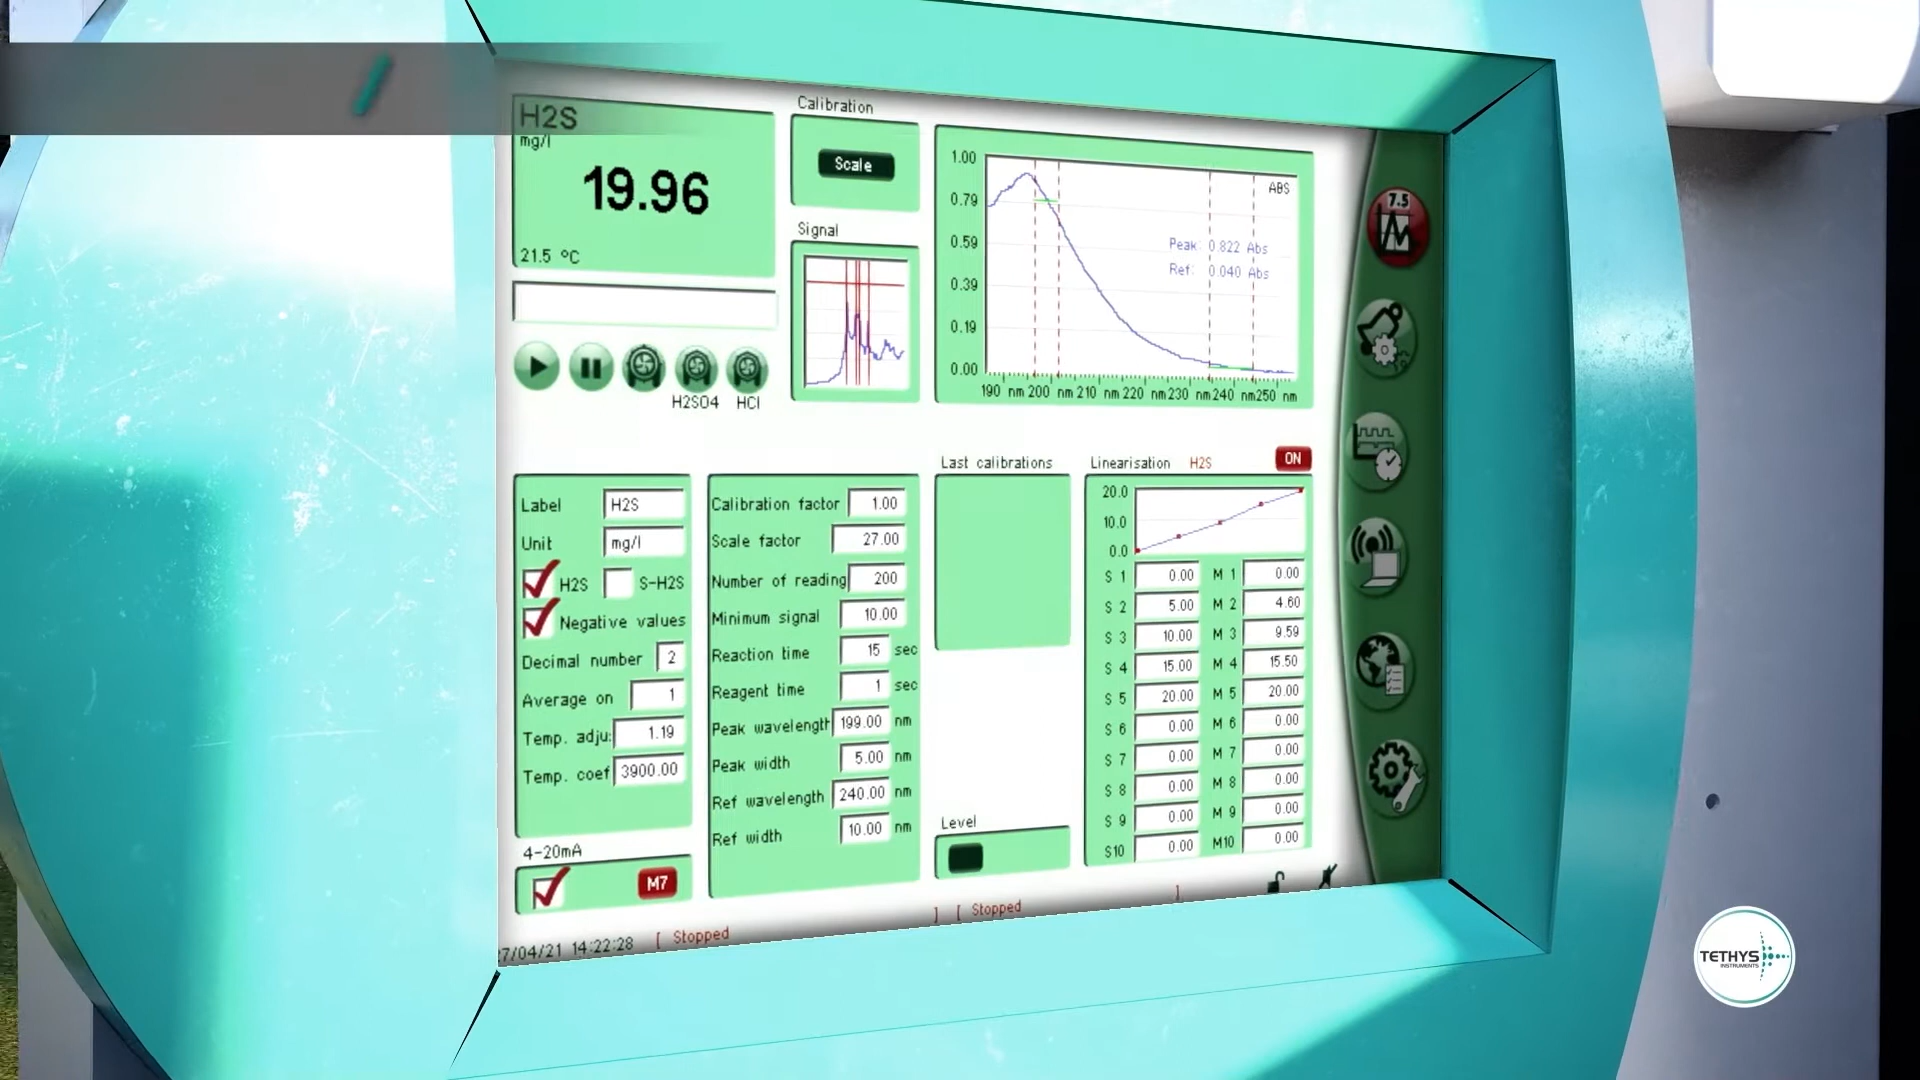 H2S
mg/l
19.96
21.5 °C
H2SO4 HCl
Calibration
Scale
Signal
1.00
0.79
0.59
0.39
0.19
0.00
ABS
Peak: 0.822 Abs
Ref: 0.040 Abs
190 nm 200 nm 210 nm 220 nm 230 nm 240 nm 250 nm
7.5
Label H2S
Unit mg/l
H2S S-H2S
Negative values
Decimal number 2
Average on 1
Temp. adju: 1.19
Temp. coef 3900.00
4-20mA
M7
Calibration factor 1.00
Scale factor 27.00
Number of reading 200
Minimum signal 10.00
Reaction time 15 sec
Reagent time 1 sec
Peak wavelength 199.00 nm
Peak width 5.00 nm
Ref wavelength 240.00 nm
Ref width 10.00 nm
Last calibrations
Level
Linearisation H2S ON
20.0
10.0
0.0
S 1 0.00 M 1 0.00
S 2 5.00 M 2 4.60
S 3 10.00 M 3 9.59
S 4 15.00 M 4 15.50
S 5 20.00 M 5 20.00
S 6 0.00 M 6 0.00
S 7 0.00 M 7 0.00
S 8 0.00 M 8 0.00
S 9 0.00 M 9 0.00
S10 0.00 M10 0.00
7/04/21 14:22:28 [ Stopped ] [ Stopped ]
TETHYS
INSTRUMENTS